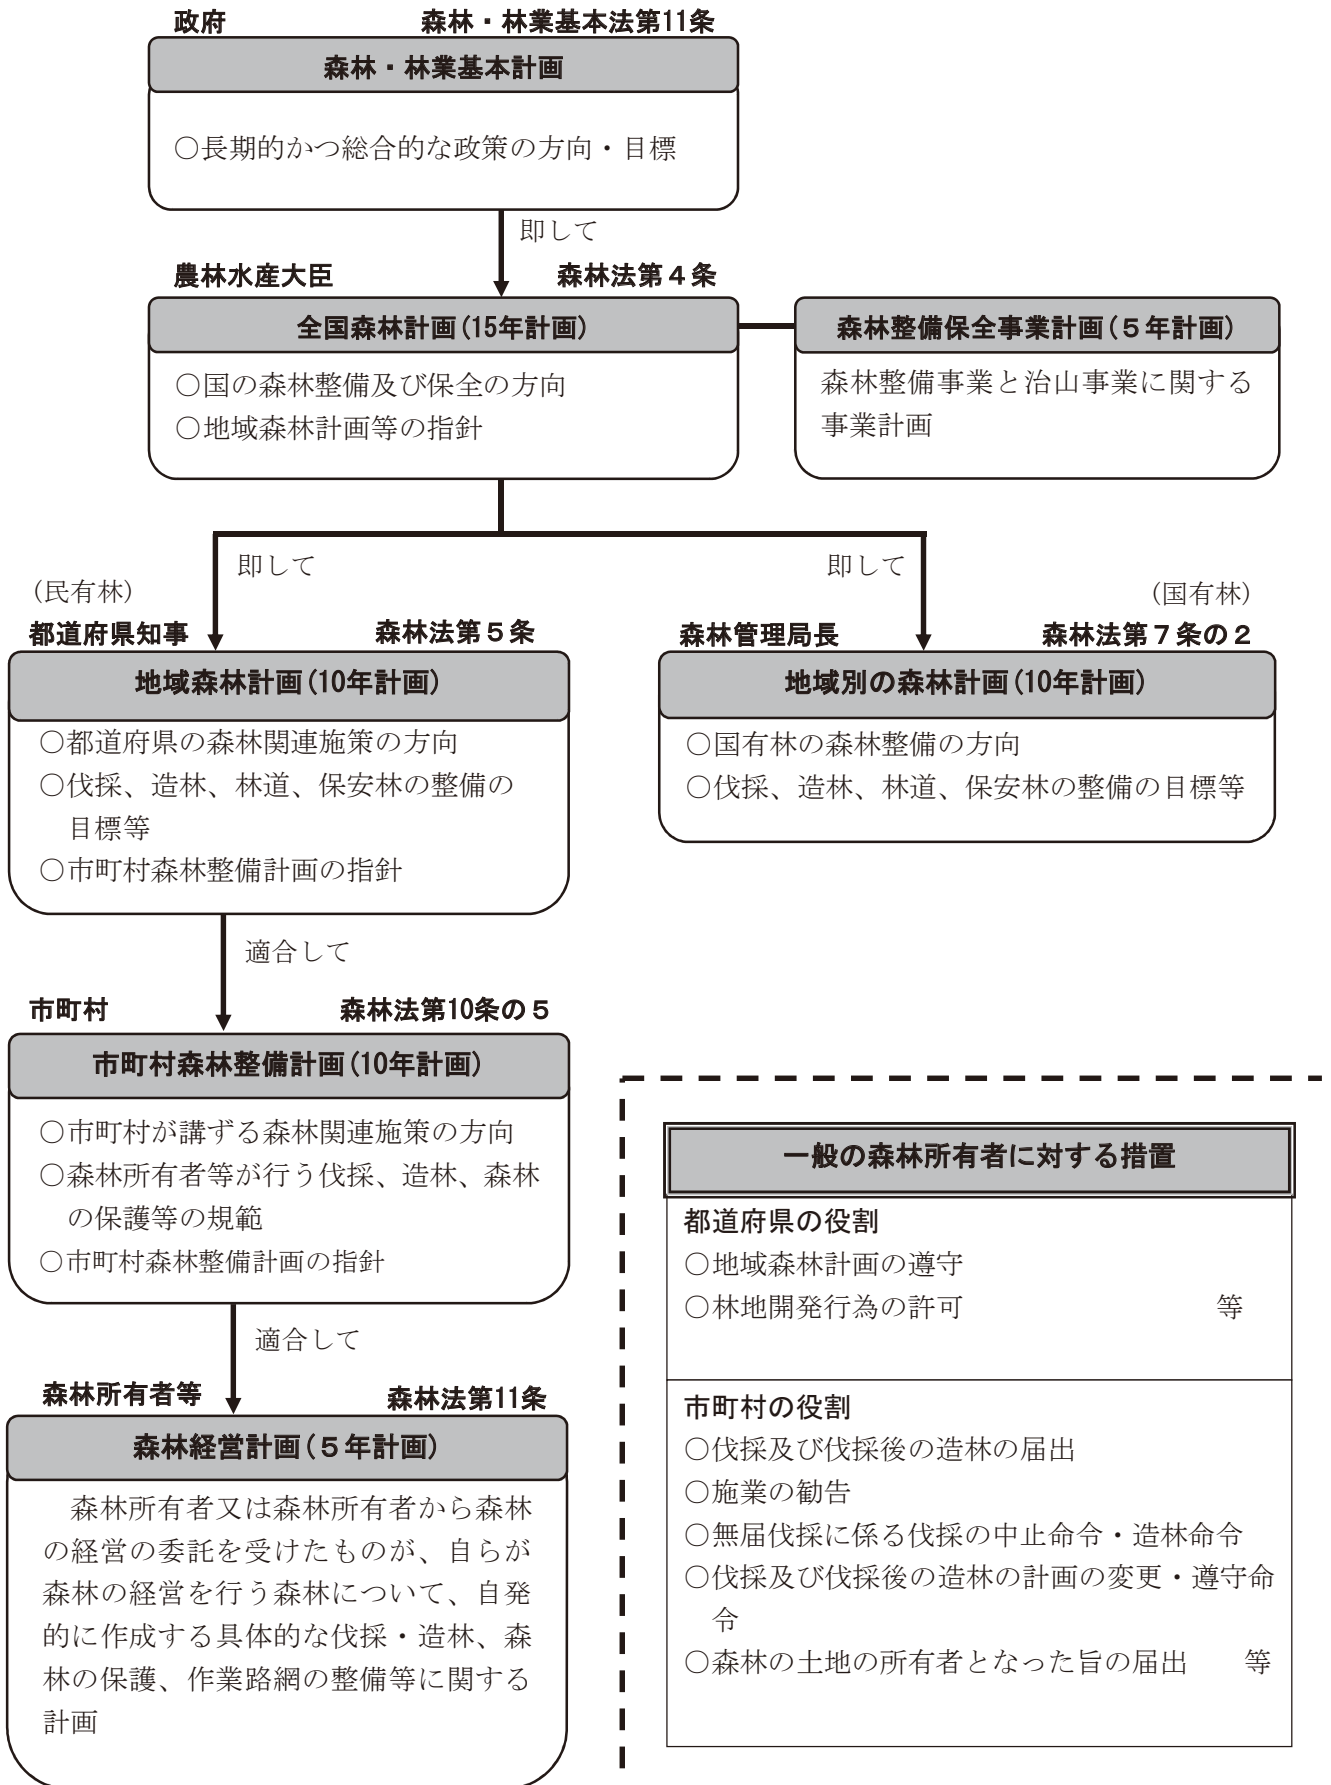 政府　森林・林業基本法第11条
森林・林業基本計画
○長期的かつ総合的な政策の方向・目標
即して
農林水産大臣　森林法第４条
全国森林計画(15年計画)
○国の森林整備及び保全の方向
○地域森林計画等の指針
森林整備保全事業計画(５年計画)
森林整備事業と治山事業に関する
事業計画
即して
即して
（民有林）
都道府県知事　森林法第５条
地域森林計画(10年計画)
○都道府県の森林関連施策の方向
○伐採、造林、林道、保安林の整備の
目標等
○市町村森林整備計画の指針
（国有林）
森林管理局長　森林法第７条の２
地域別の森林計画(10年計画)
○国有林の森林整備の方向
○伐採、造林、林道、保安林の整備の目標等
適合して
市町村　森林法第10条の５
市町村森林整備計画(10年計画)
○市町村が講ずる森林関連施策の方向
○森林所有者等が行う伐採、造林、森林
の保護等の規範
○市町村森林整備計画の指針
適合して
森林所有者等　森林法第11条
森林経営計画(５年計画)
森林所有者又は森林所有者から森林
の経営の委託を受けたものが、自らが
森林の経営を行う森林について、自発
的に作成する具体的な伐採・造林、森
林の保護、作業路網の整備等に関する
計画
一般の森林所有者に対する措置
都道府県の役割
○地域森林計画の遵守
○林地開発行為の許可　等
市町村の役割
○伐採及び伐採後の造林の届出
○施業の勧告
○無届伐採に係る伐採の中止命令・造林命令
○伐採及び伐採後の造林の計画の変更・遵守命
令
○森林の土地の所有者となった旨の届出　等